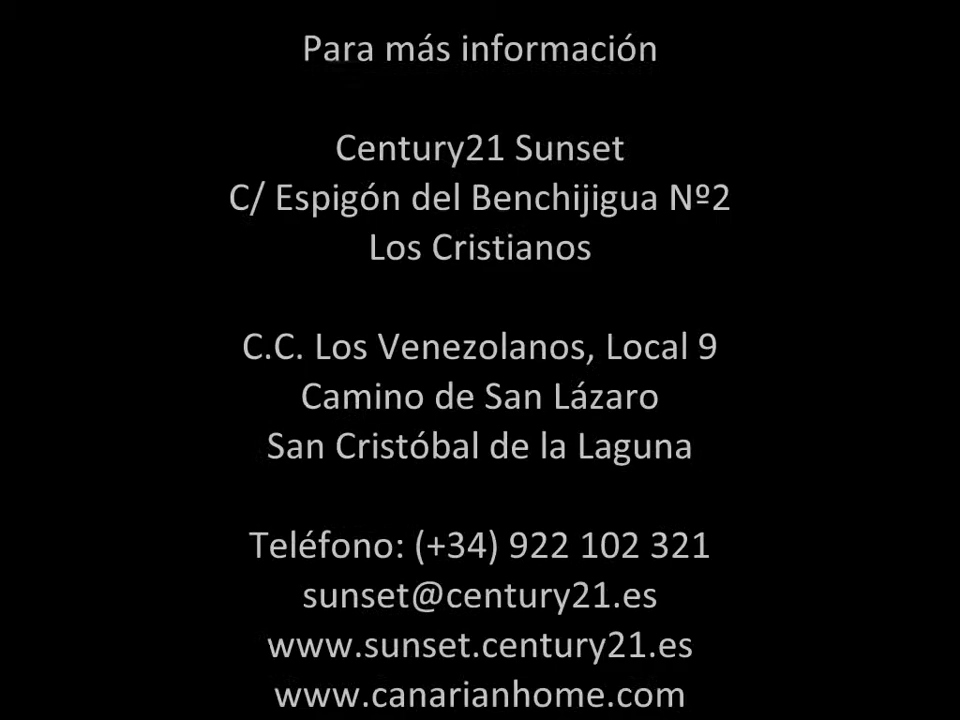 Para más información
Century21 Sunset
C/ Espigón del Benchijigua Nº2
Los Cristianos
C.C. Los Venezolanos, Local 9
Camino de San Lázaro
San Cristóbal de la Laguna
Teléfono: (+34) 922 102 321
sunset@century21.es
www.sunset.century21.es
www.canarianhome.com